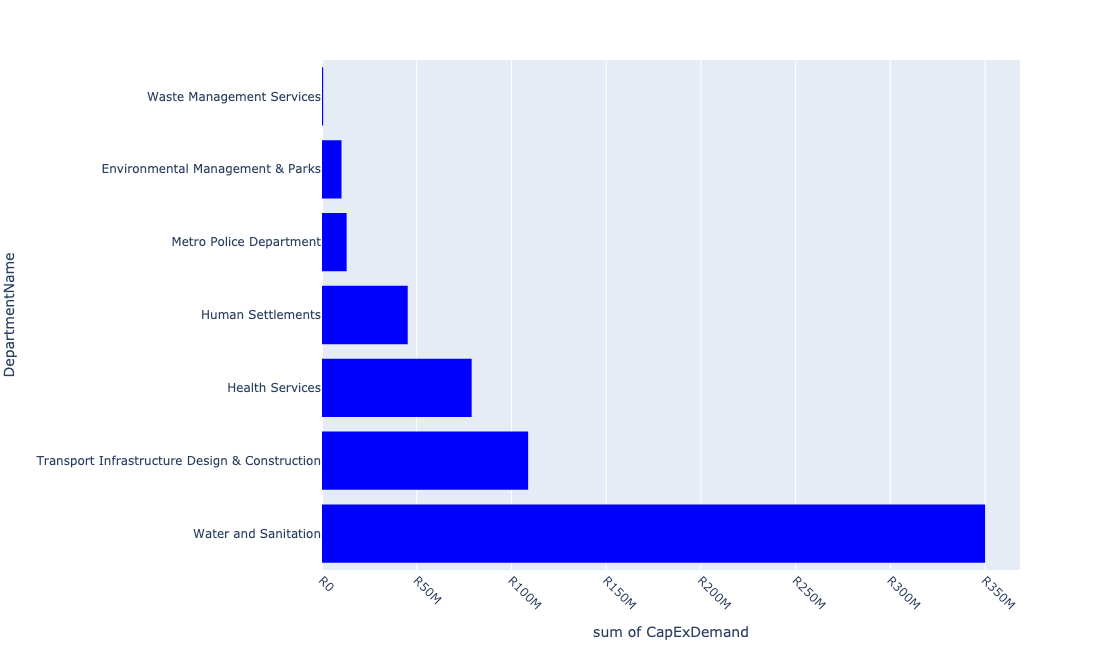 Waste Management Services
Environmental Management & Parks
Metro Police Department
Human Settlements
Health Services
Transport Infrastructure Design & Construction
Water and Sanitation
DepartmentName
R0
R50M
R100M
R150M
R200M
R250M
R300M
R350M
sum of CapExDemand